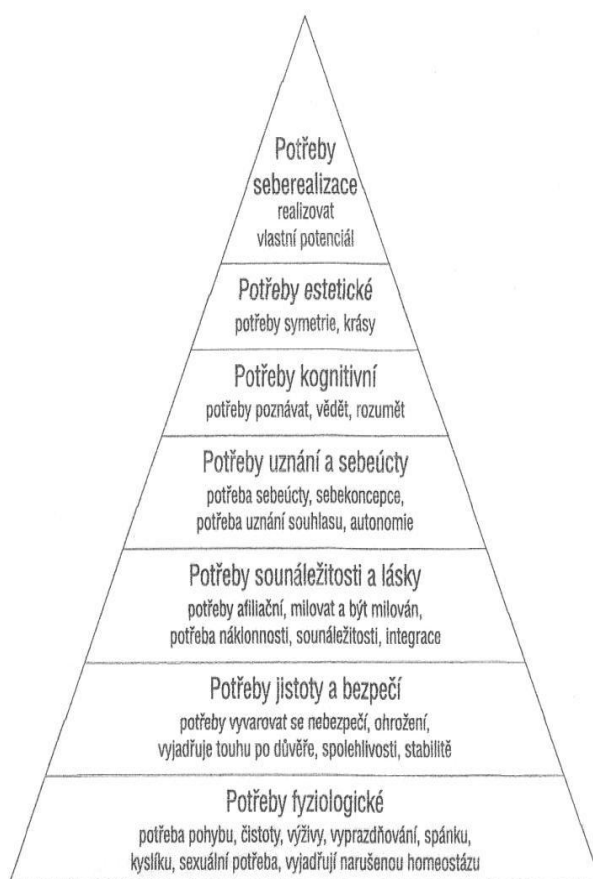 Potřeby
seberealizace
realizovat
vlastní potenciál
Potřeby estetické
potřeby symetrie, krásy
Potřeby kognitivní
potřeby poznávat, vědět, rozumět
Potřeby uznání a sebeúcty
potřeba sebeúcty, sebekoncepce,
potřeba uznání souhlasu, autonomie
Potřeby sounáležitosti a lásky
potřeby afiliační, milovat a být milován,
potřeba náklonnosti, sounáležitosti, integrace
Potřeby jistoty a bezpečí
potřeby vyvarovat se nebezpečí, ohrožení,
vyjadřuje touhu po důvěře, spolehlivosti, stabilitě
Potřeby fyziologické
potřeba pohybu, čistoty, výživy, vyprazdňování, spánku,
kyslíku, sexuální potřeba, vyjadřují narušenou homeostázu